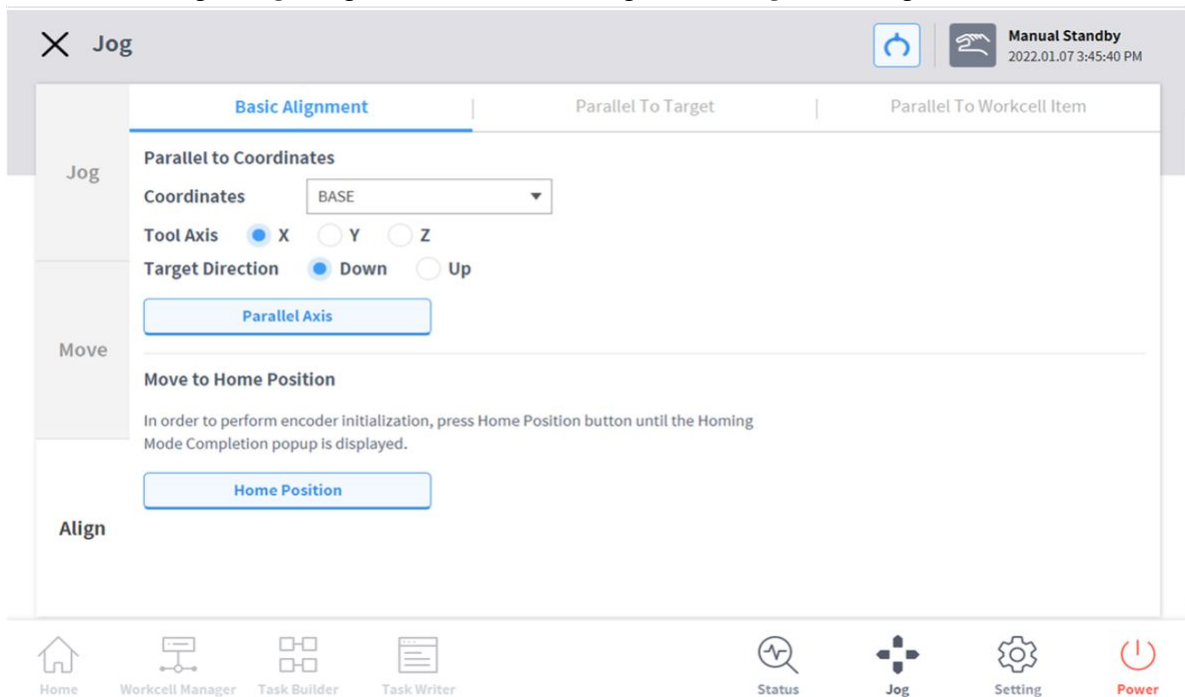 Jog
Manual Standby
2022.01.07 3:45:40 PM
Jog
Move
Align
Basic Alignment
Parallel To Target
Parallel To Workcell Item
Parallel to Coordinates
Coordinates BASE
Tool Axis X Y Z
Target Direction Down Up
Parallel Axis
Move to Home Position
In order to perform encoder initialization, press Home Position button until the Homing
Mode Completion popup is displayed.
Home Position
Home Workcell Manager Task Builder Task Writer Status Jog Setting Power